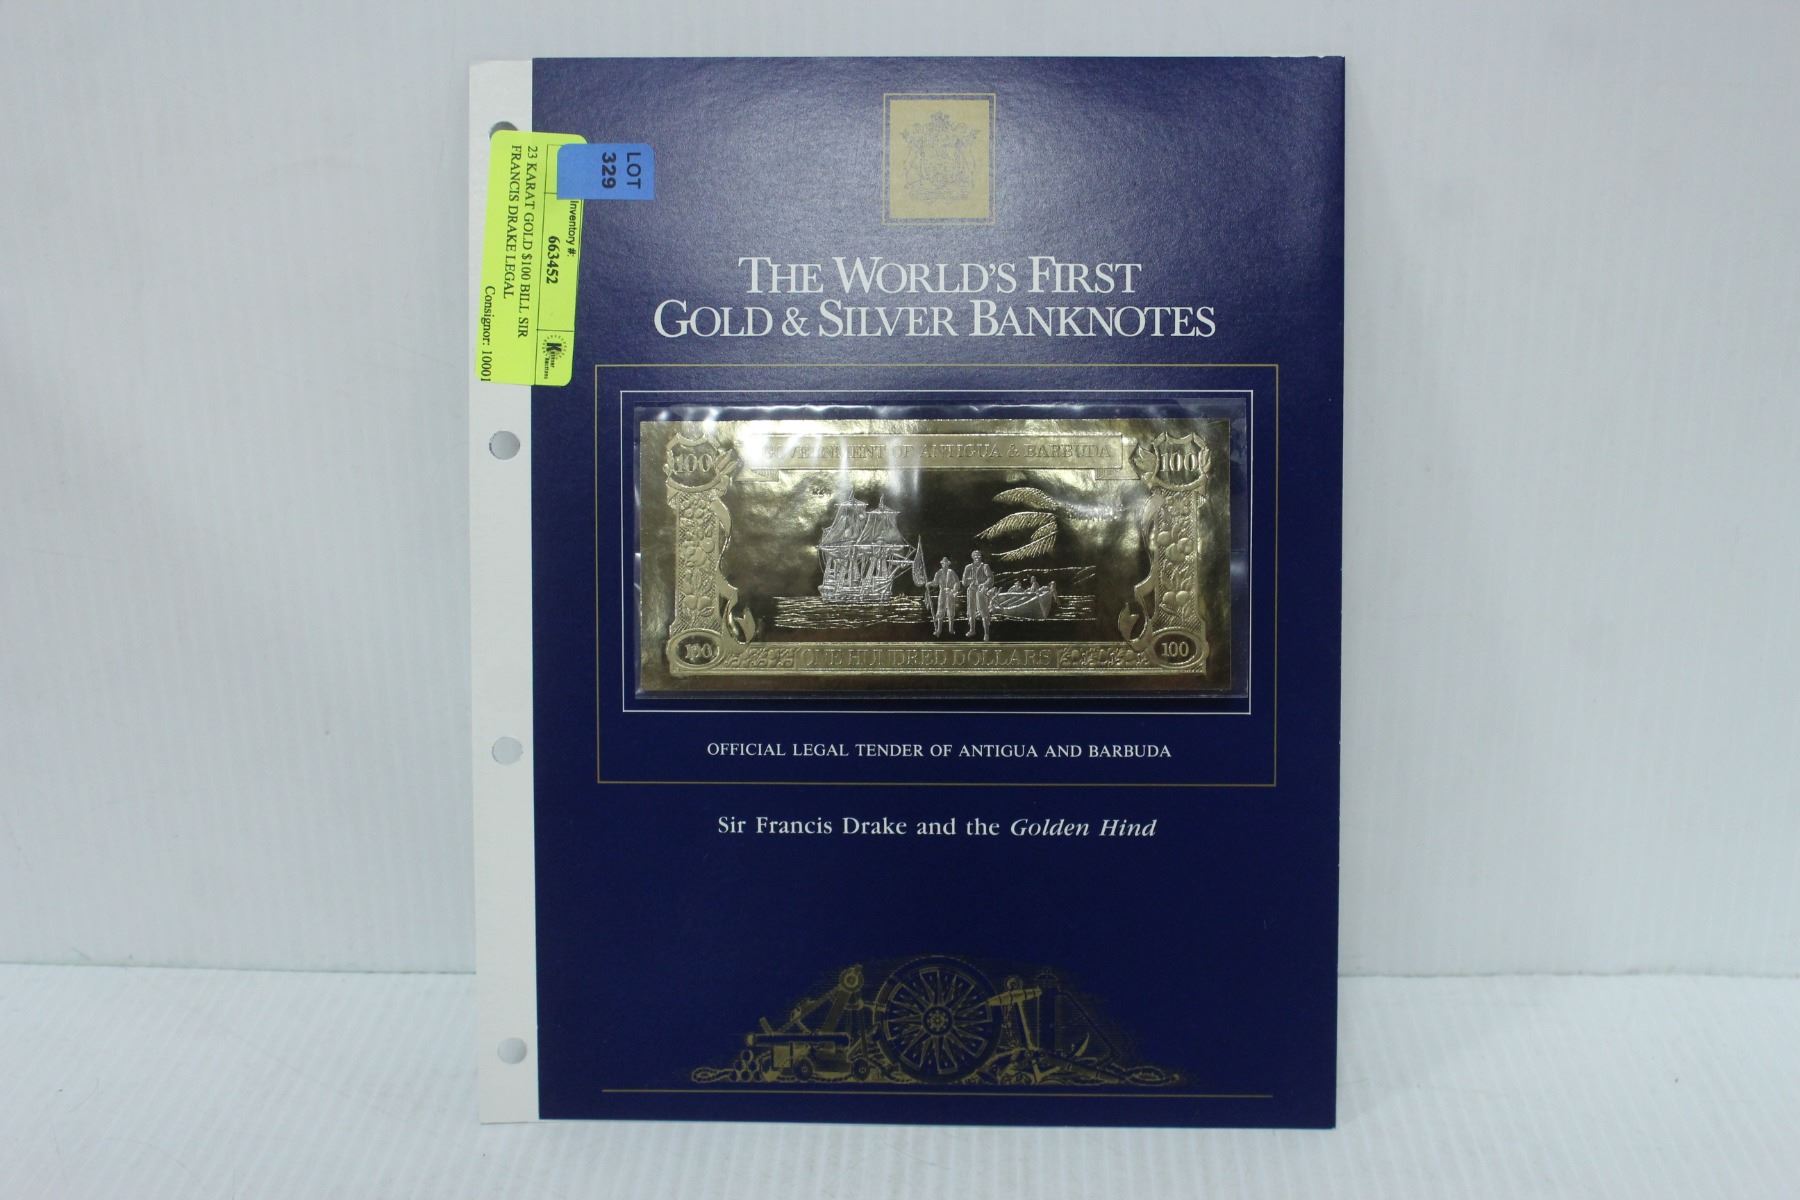 LOT
329
Inventory #:
663452
23 KARAT GOLD $100 BILL SIR
FRANCIS DRAKE LEGAL
Consignor: 10001
THE WORLD'S FIRST
GOLD & SILVER BANKNOTES
100
GOVERNMENT OF ANTIGUA & BARBUDA
100
100
ONE HUNDRED DOLLARS
100
OFFICIAL LEGAL TENDER OF ANTIGUA AND BARBUDA
Sir Francis Drake and the Golden Hind